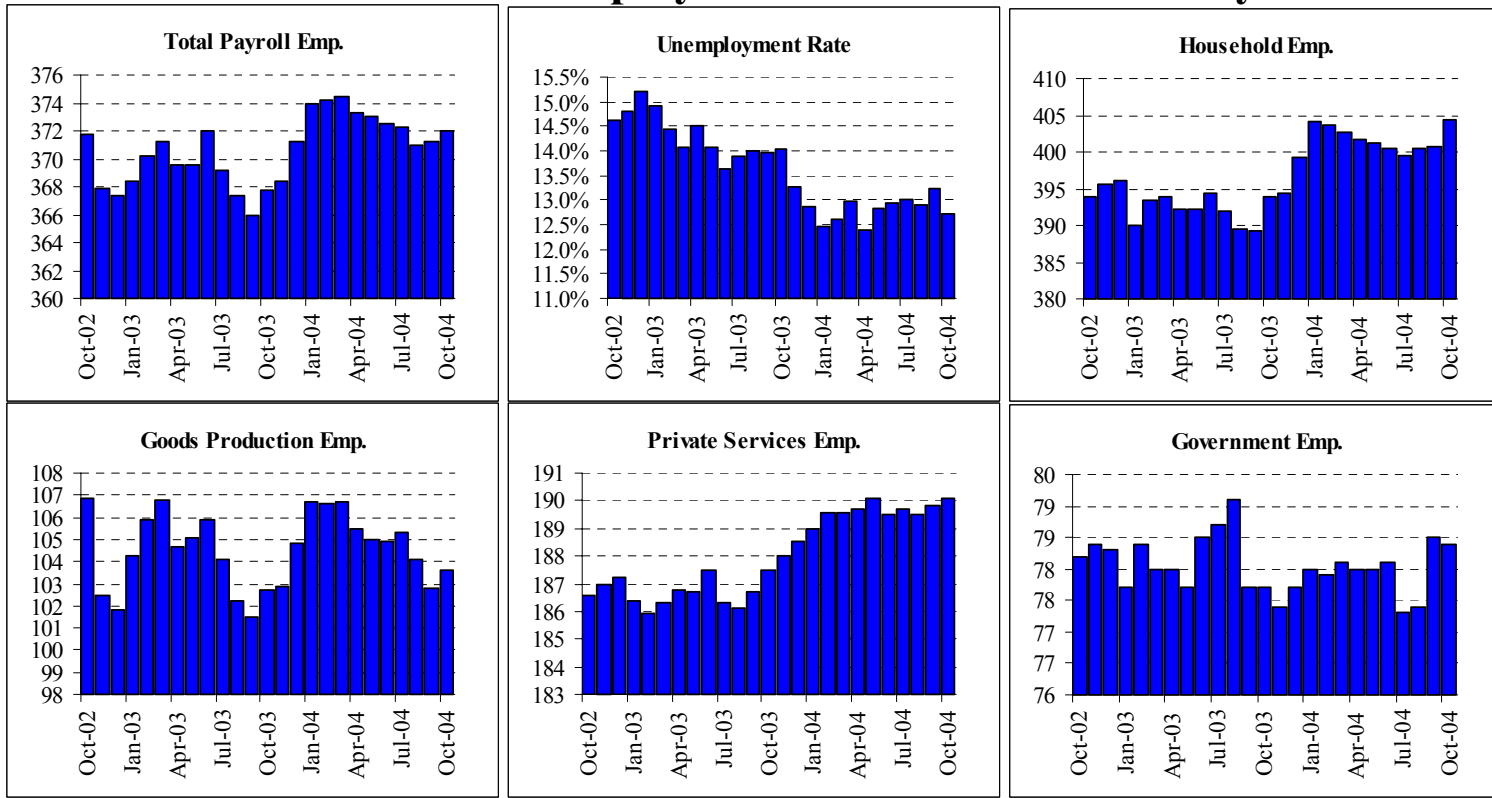 Total Payroll Emp.
376
374
372
370
368
366
364
362
360
Oct-02
Jan-03
Apr-03
Jul-03
Oct-03
Jan-04
Apr-04
Jul-04
Oct-04
Unemployment Rate
15.5%
15.0%
14.5%
14.0%
13.5%
13.0%
12.5%
12.0%
11.5%
11.0%
Oct-02
Jan-03
Apr-03
Jul-03
Oct-03
Jan-04
Apr-04
Jul-04
Oct-04
Household Emp.
410
405
400
395
390
385
380
Oct-02
Jan-03
Apr-03
Jul-03
Oct-03
Jan-04
Apr-04
Jul-04
Oct-04
Goods Production Emp.
108
107
106
105
104
103
102
101
100
99
98
Oct-02
Jan-03
Apr-03
Jul-03
Oct-03
Jan-04
Apr-04
Jul-04
Oct-04
Private Services Emp.
191
190
189
188
187
186
185
184
183
Oct-02
Jan-03
Apr-03
Jul-03
Oct-03
Jan-04
Apr-04
Jul-04
Oct-04
Government Emp.
80
79
79
78
78
77
77
76
Oct-02
Jan-03
Apr-03
Jul-03
Oct-03
Jan-04
Apr-04
Jul-04
Oct-04